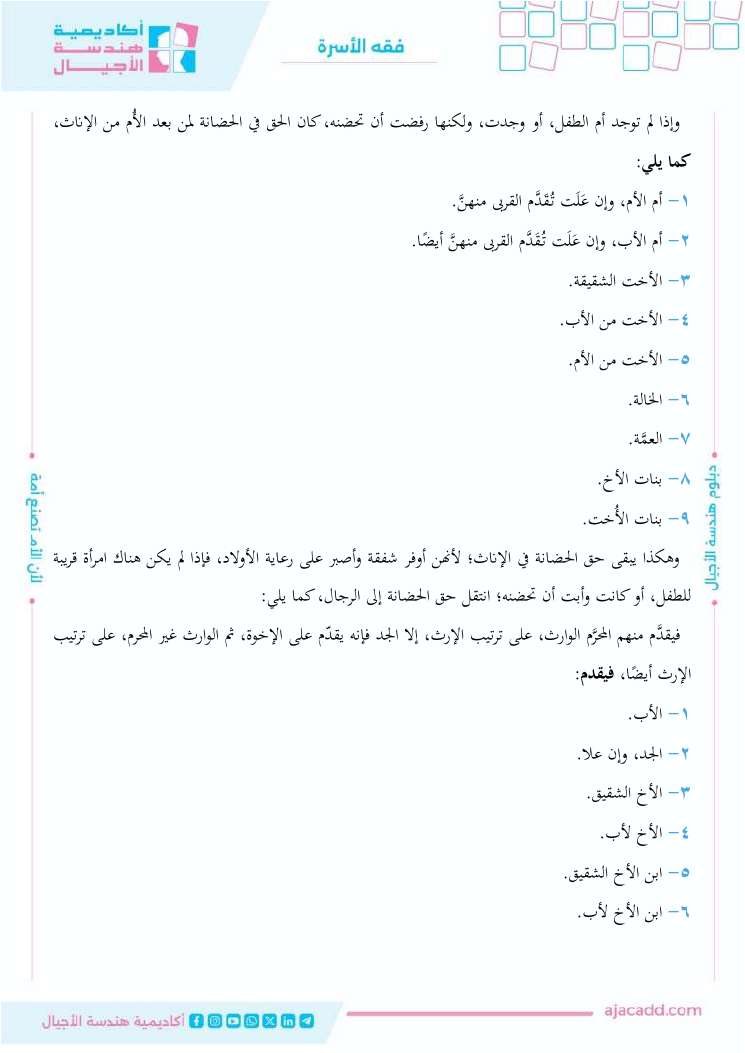 أكاديمية
هندسة
الأجيال
فقه الأسرة
وإذا لم توجد أم الطفل، أو وجدت، ولكنها رفضت أن تحضنه، كان الحق في الحضانة لمن بعد الأُم من الإناث،
كما يلي:
١- أم الأم، وإن عَلَت تُقَدَّم القربى منهنَّ.
٢- أم الأب، وإن عَلَت تُقَدَّم القربى منهنَّ أيضًا.
٣- الأخت الشقيقة.
٤- الأخت من الأب.
٥- الأخت من الأم.
٦- الخالة.
٧- العمَّة.
٨- بنات الأخ.
٩- بنات الأُخت.
وهكذا يبقى حق الحضانة في الإناث؛ لأنهن أوفر شفقة وأصبر على رعاية الأولاد، فإذا لم يكن هناك امرأة قريبة
للطفل، أو كانت وأبت أن تحضنه؛ انتقل حق الحضانة إلى الرجال، كما يلي:
فيقدَّم منهم المحرَّم الوارث، على ترتيب الإرث، إلا الجد فإنه يقدّم على الإخوة، ثم الوارث غير المحرم، على ترتيب
الإرث أيضًا، فيقدم:
١- الأب.
٢- الجد، وإن علا.
٣- الأخ الشقيق.
٤- الأخ لأب.
٥- ابن الأخ الشقيق.
٦- ابن الأخ لأب.
دبلوم هندسة الأجيال
لأن الأم تصنع أمة
ajacadd.com
أكاديمية هندسة الأجيال